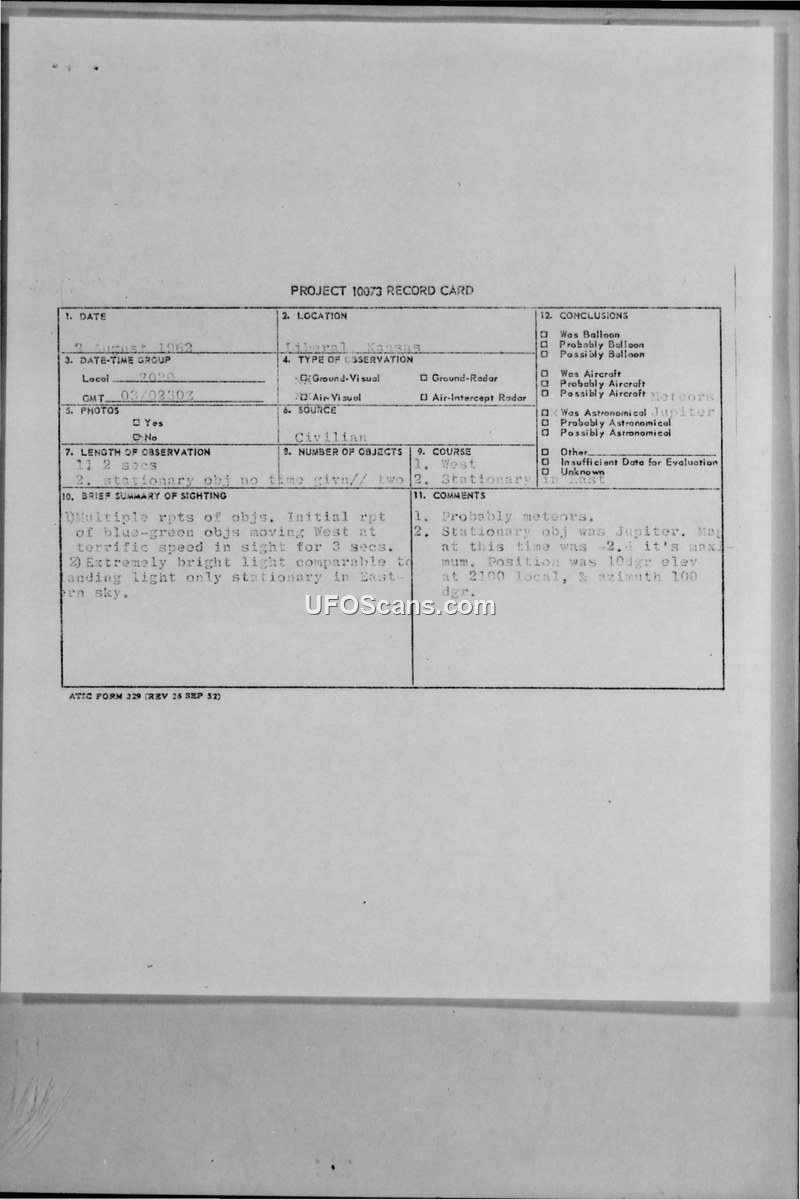 PROJECT 10073 RECORD CARD
1. DATE
2 August 1962
2. LOCATION
Liberal, Kansas
12. CONCLUSIONS
☐ Was Balloon
☐ Probably Balloon
☐ Possibly Balloon
☐ Was Aircraft
☐ Probably Aircraft
☐ Possibly Aircraft Meteors
☐ Was Astronomical Jupiter
☐ Probably Astronomical
☐ Possibly Astronomical
☐ Other
☐ Insufficient Data for Evaluation
☐ Unknown
3. DATE-TIME GROUP
Local 2030
GMT 03/0230Z
4. TYPE OF OBSERVATION
Ground-Visual ☐ Ground-Radar
Air-Visual ☐ Air-Intercept Radar
5. PHOTOS
☐ Yes
No
6. SOURCE
Civilian
7. LENGTH OF OBSERVATION
2 secs
2. stationary obj no time givn//
8. NUMBER OF OBJECTS
two
9. COURSE
1. West
2. Stationary in East
10. BRIEF SUMMARY OF SIGHTING
1)Multiple rpts of objs. Initial rpt
of blue-green objs moving West at
terrific speed in sight for 3 secs.
2)Extremely bright light comparable to
anding light only stationary in East-
rn sky.
11. COMMENTS
1. Probably meteors.
2. Stationary obj was Jupiter. Mag
at this time was it's maxi-
mum. Position was 10dgr elev
at 2100 local, & azimuth 100
dgr.
UFOScans.com
ATIC FORM 329 (REV 26 SEP 52)